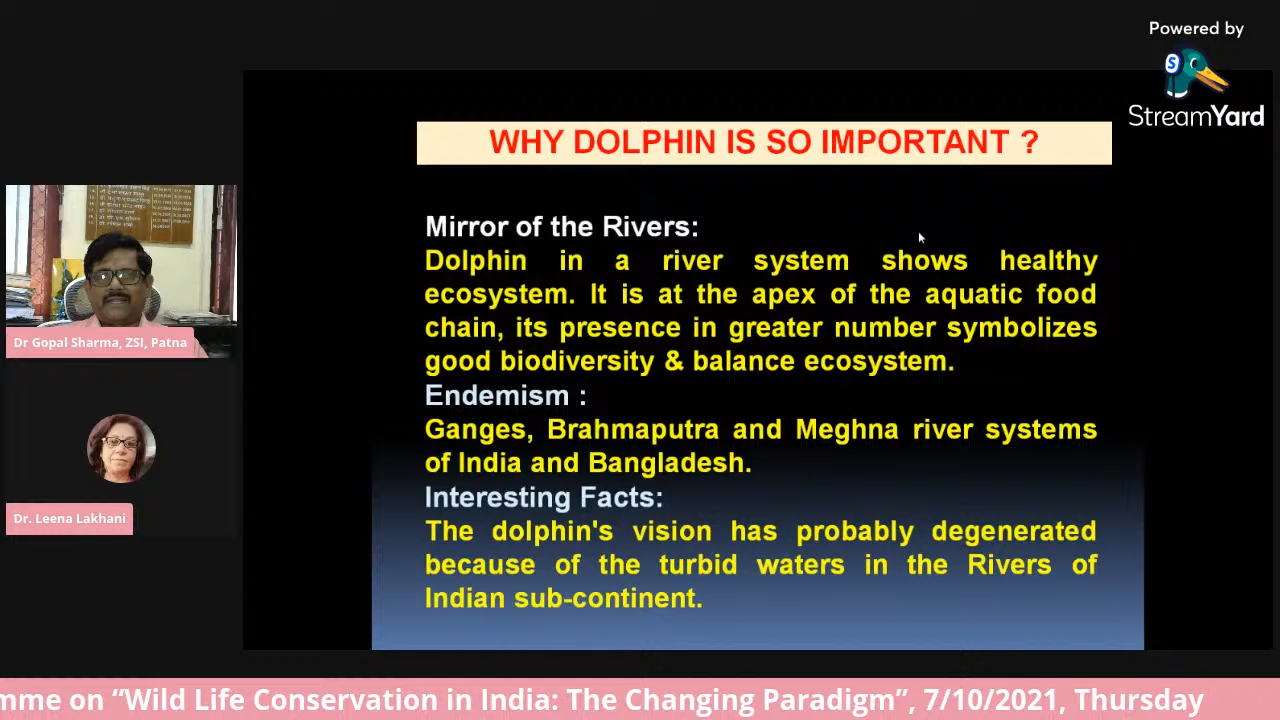 Powered by
StreamYard
WHY DOLPHIN IS SO IMPORTANT ?
Mirror of the Rivers:
Dolphin in a river system shows healthy
ecosystem. It is at the apex of the aquatic food
chain, its presence in greater number symbolizes
good biodiversity & balance ecosystem.
Endemism :
Ganges, Brahmaputra and Meghna river systems
of India and Bangladesh.
Interesting Facts:
The dolphin's vision has probably degenerated
because of the turbid waters in the Rivers of
Indian sub-continent.
Dr Gopal Sharma, ZSI, Patna
Dr. Leena Lakhani
mme on “Wild Life Conservation in India: The Changing Paradigm”, 7/10/2021, Thursday